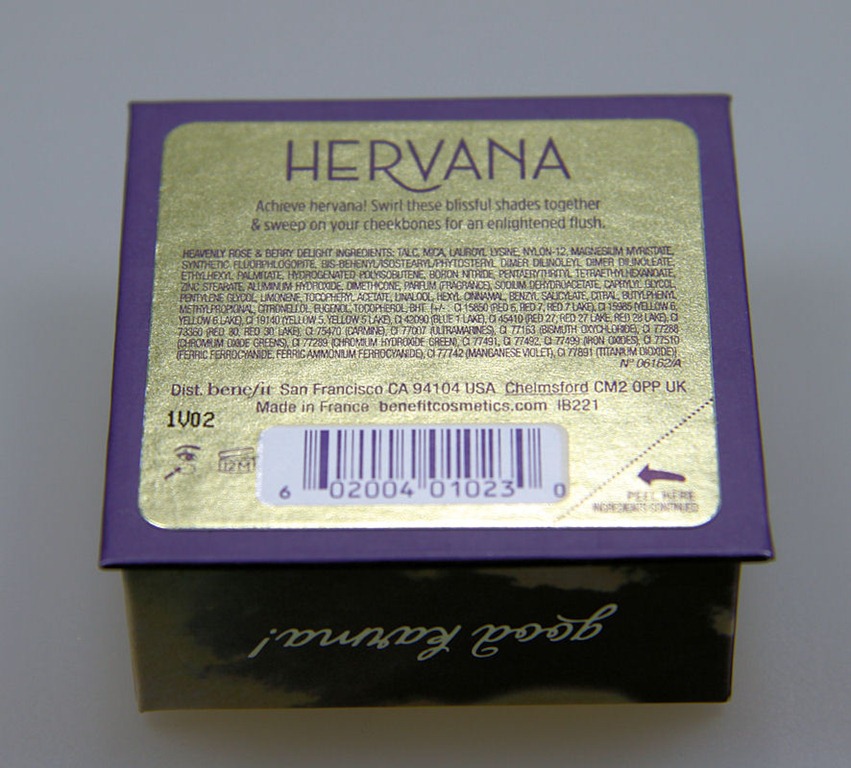 HERVANA
Achieve hervana! Swirl these blissful shades together
& sweep on your cheekbones for an enlightened flush.
HEAVENLY ROSE & BERRY DELIGHT INGREDIENTS: TALC, MICA, LAUROYL LYSINE, NYLON-12, MAGNESIUM MYRISTATE,
SYNTHETIC FLUORPHLOGOPITE, BIS-BEHENYL/ISOSTEARYL/PHYTOSTERYL DIMER DILINOLEYL DIMER DILINOLEATE,
ETHYLHEXYL PALMITATE, HYDROGENATED POLYISOBUTENE, BORON NITRIDE, PENTAERYTHRITYL TETRAETHYLHEXANOATE,
ZINC STEARATE, ALUMINUM HYDROXIDE, DIMETHICONE, PARFUM (FRAGRANCE), SODIUM DEHYDROACETATE, CAPRYLYL GLYCOL,
PENTYLENE GLYCOL, LIMONENE, TOCOPHERYL ACETATE, LINALOOL, HEXYL CINNAMAL, BENZYL SALICYLATE, CITRAL, BUTYLPHENYL
METHYLPROPIONAL, CITRONELLOL, EUGENOL, TOCOPHEROL, BHT. [+/- : CI 15850 (RED 6, RED 7, RED 7 LAKE), CI 15985 (YELLOW 6,
YELLOW 6 LAKE), CI 19140 (YELLOW 5, YELLOW 5 LAKE), CI 42090 (BLUE 1 LAKE), CI 45410 (RED 27, RED 27 LAKE, RED 28 LAKE), CI
73360 (RED 30, RED 30 LAKE), CI 75470 (CARMINE), CI 77007 (ULTRAMARINES), CI 77163 (BISMUTH OXYCHLORIDE), CI 77288
(CHROMIUM OXIDE GREENS), CI 77289 (CHROMIUM HYDROXIDE GREEN), CI 77491, CI 77492, CI 77499 (IRON OXIDES), CI 77510
(FERRIC FERROCYANIDE, FERRIC AMMONIUM FERROCYANIDE), CI 77742 (MANGANESE VIOLET), CI 77891 (TITANIUM DIOXIDE)]
N° 06162/A
Dist. benefit San Francisco CA 94104 USA Chelmsford CM2 0PP UK
Made in France benefitcosmetics.com IB221
1V02
12M
6 02004 01023 0
PEEL HERE
INGREDIENTS CONTINUED
good karma!